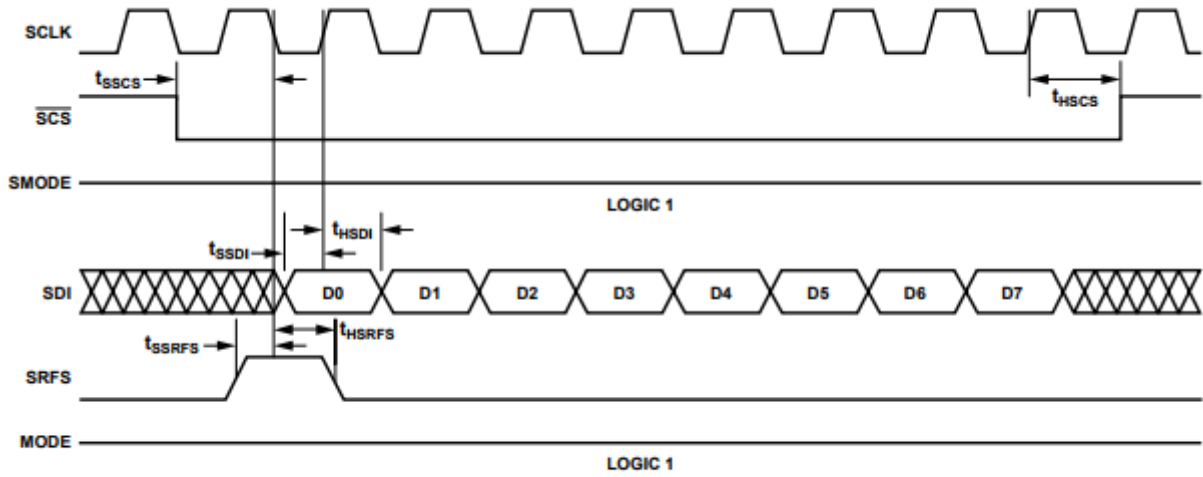 SCLK
tSSCS
tHSCS
SCS
SMODE
LOGIC 1
tHSDI
tSSDI
SDI
D0 D1 D2 D3 D4 D5 D6 D7
tHSRFS
tSSRFS
SRFS
MODE
LOGIC 1